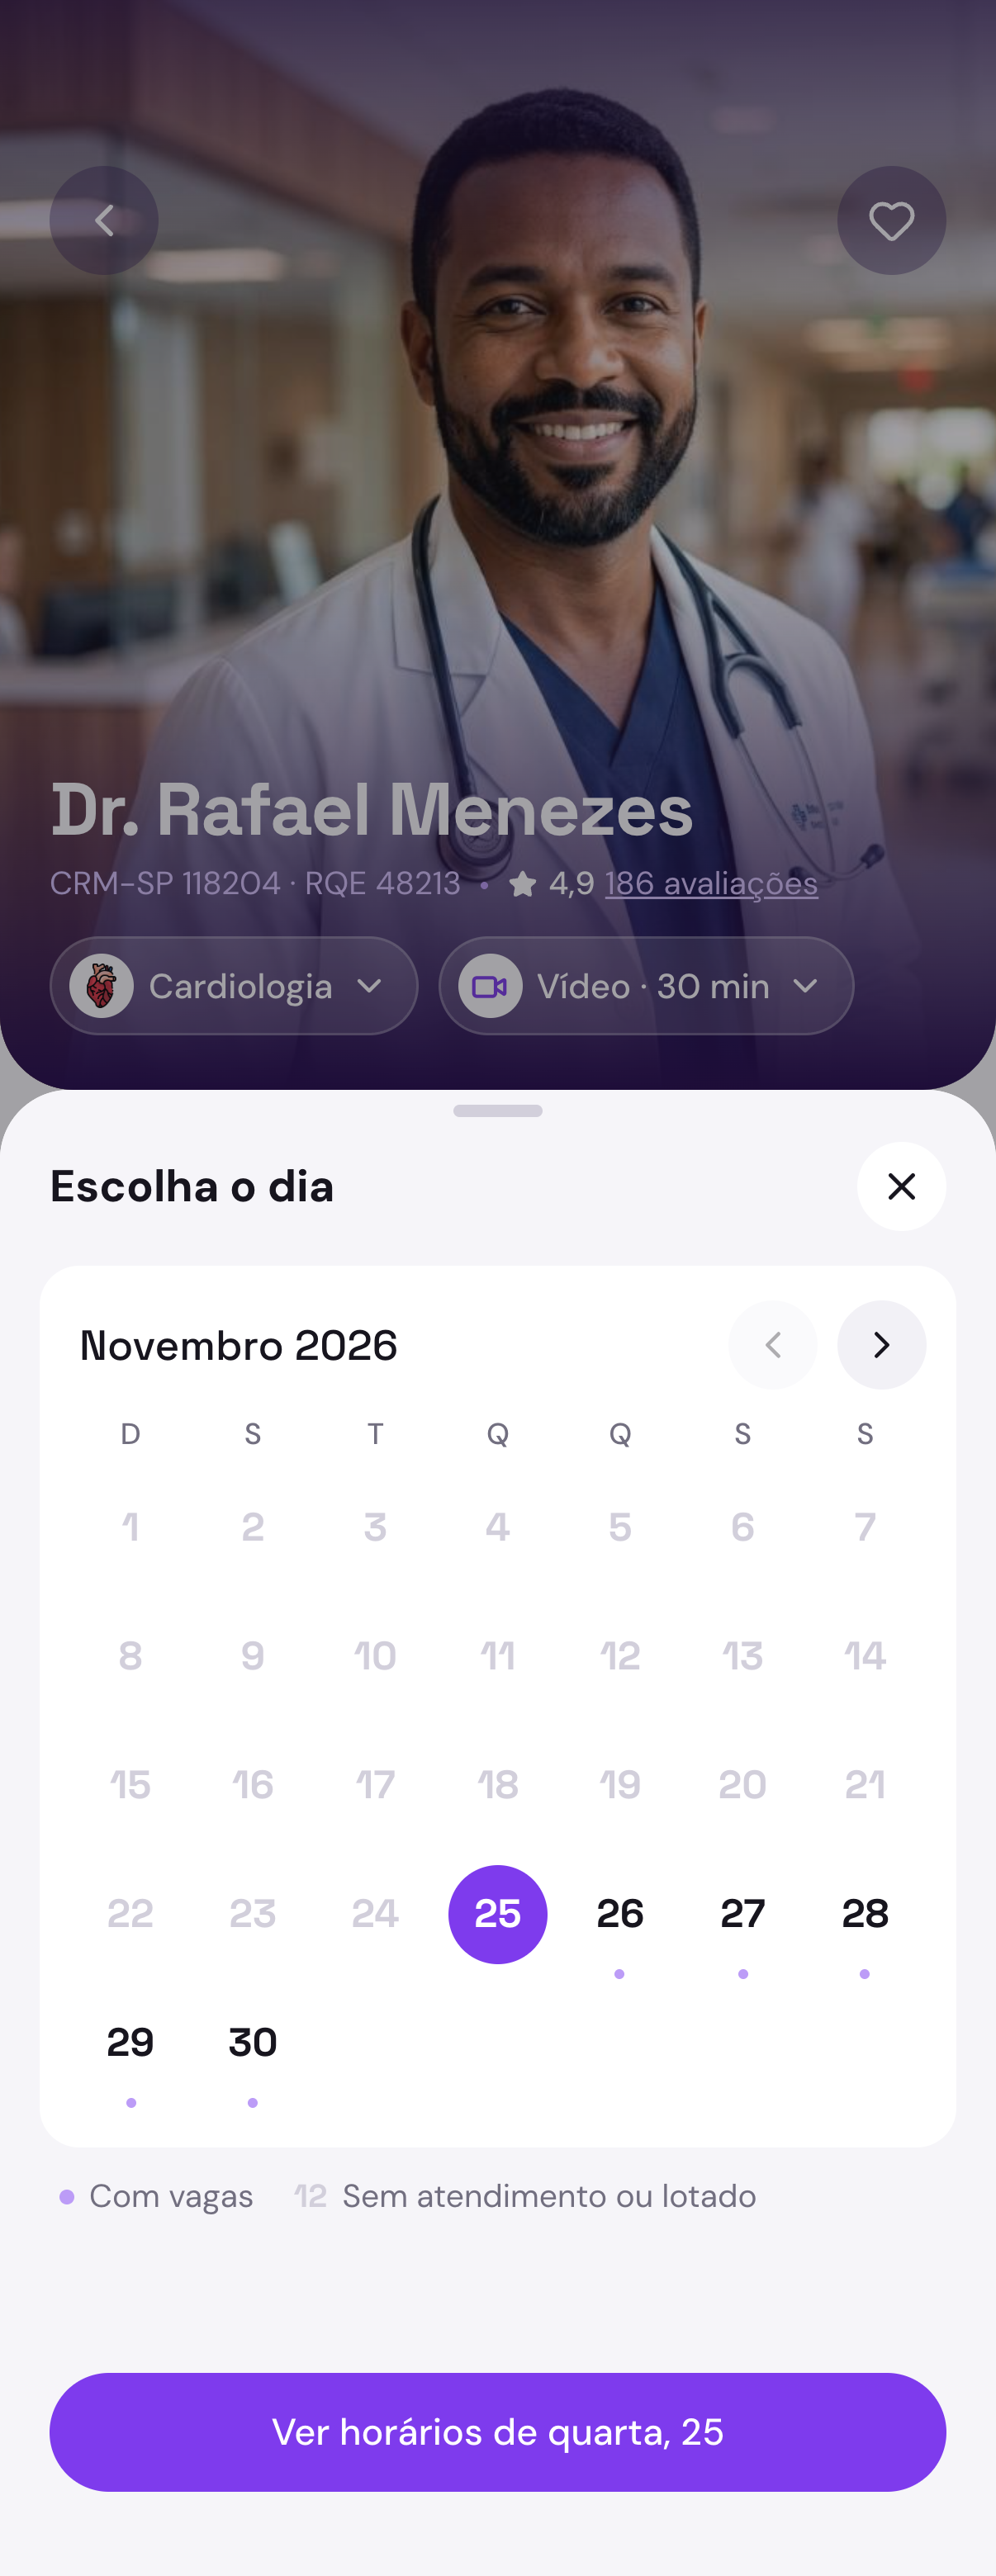 Dr. Rafael Menezes
CRM-SP 118204 · RQE 48213 • 4,9 186 avaliações
Cardiologia Vídeo · 30 min
Escolha o dia
Novembro 2026
D S T Q Q S S
1 2 3 4 5 6 7
8 9 10 11 12 13 14
15 16 17 18 19 20 21
22 23 24 25 26 27 28
29 30
Com vagas 12 Sem atendimento ou lotado
Ver horários de quarta, 25